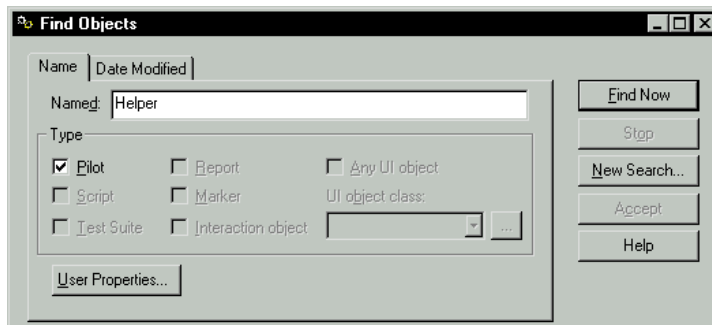 Find Objects
Name Date Modified
Named: Helper
Find Now
Type
Stop
Pilot Report Any UI object
New Search...
Script Marker UI object class:
Accept
Test Suite Interaction object ...
Help
User Properties...